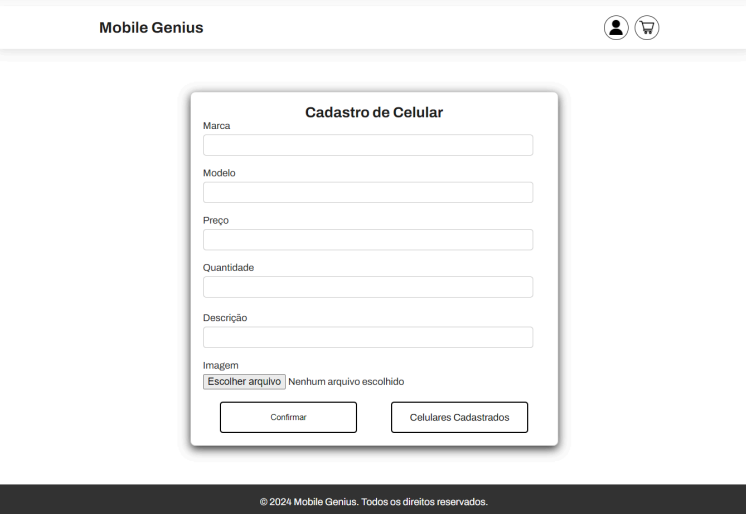 Mobile Genius
Cadastro de Celular
Marca
Modelo
Preço
Quantidade
Descrição
Imagem
Escolher arquivo Nenhum arquivo escolhido
Confirmar Celulares Cadastrados
© 2024 Mobile Genius. Todos os direitos reservados.